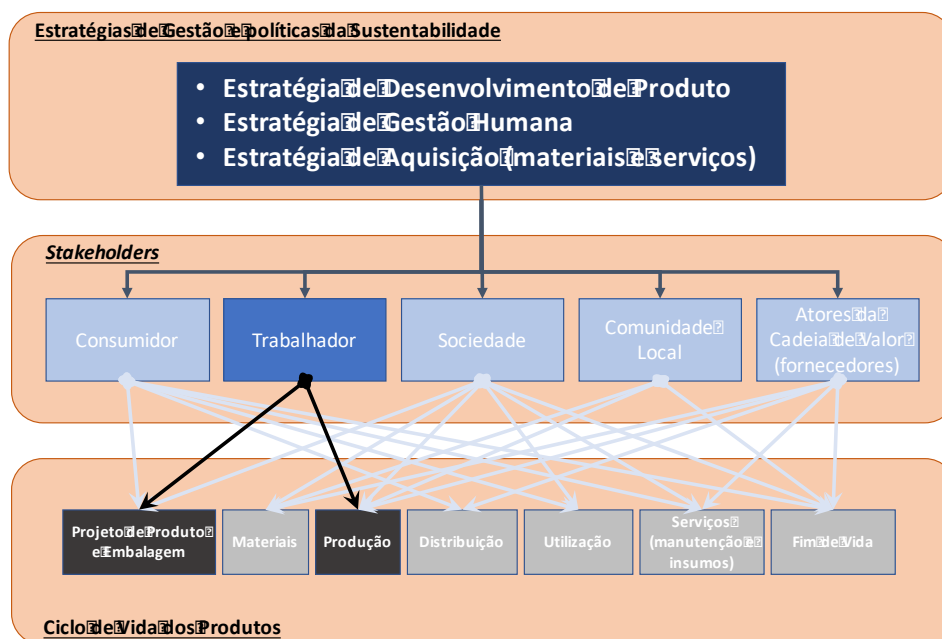 Estratégias de Gestão e políticas da Sustentabilidade
• Estratégia de Desenvolvimento de Produto
• Estratégia de Gestão Humana
• Estratégia de Aquisição (materiais e serviços)
Stakeholders
Consumidor
Trabalhador
Sociedade
Comunidade
Local
Atores da
Cadeia de Valor
(fornecedores)
Projeto de Produto
e Embalagem
Materiais
Produção
Distribuição
Utilização
Serviços
(manutenção e
insumos)
Fim de Vida
Ciclo de Vida dos Produtos